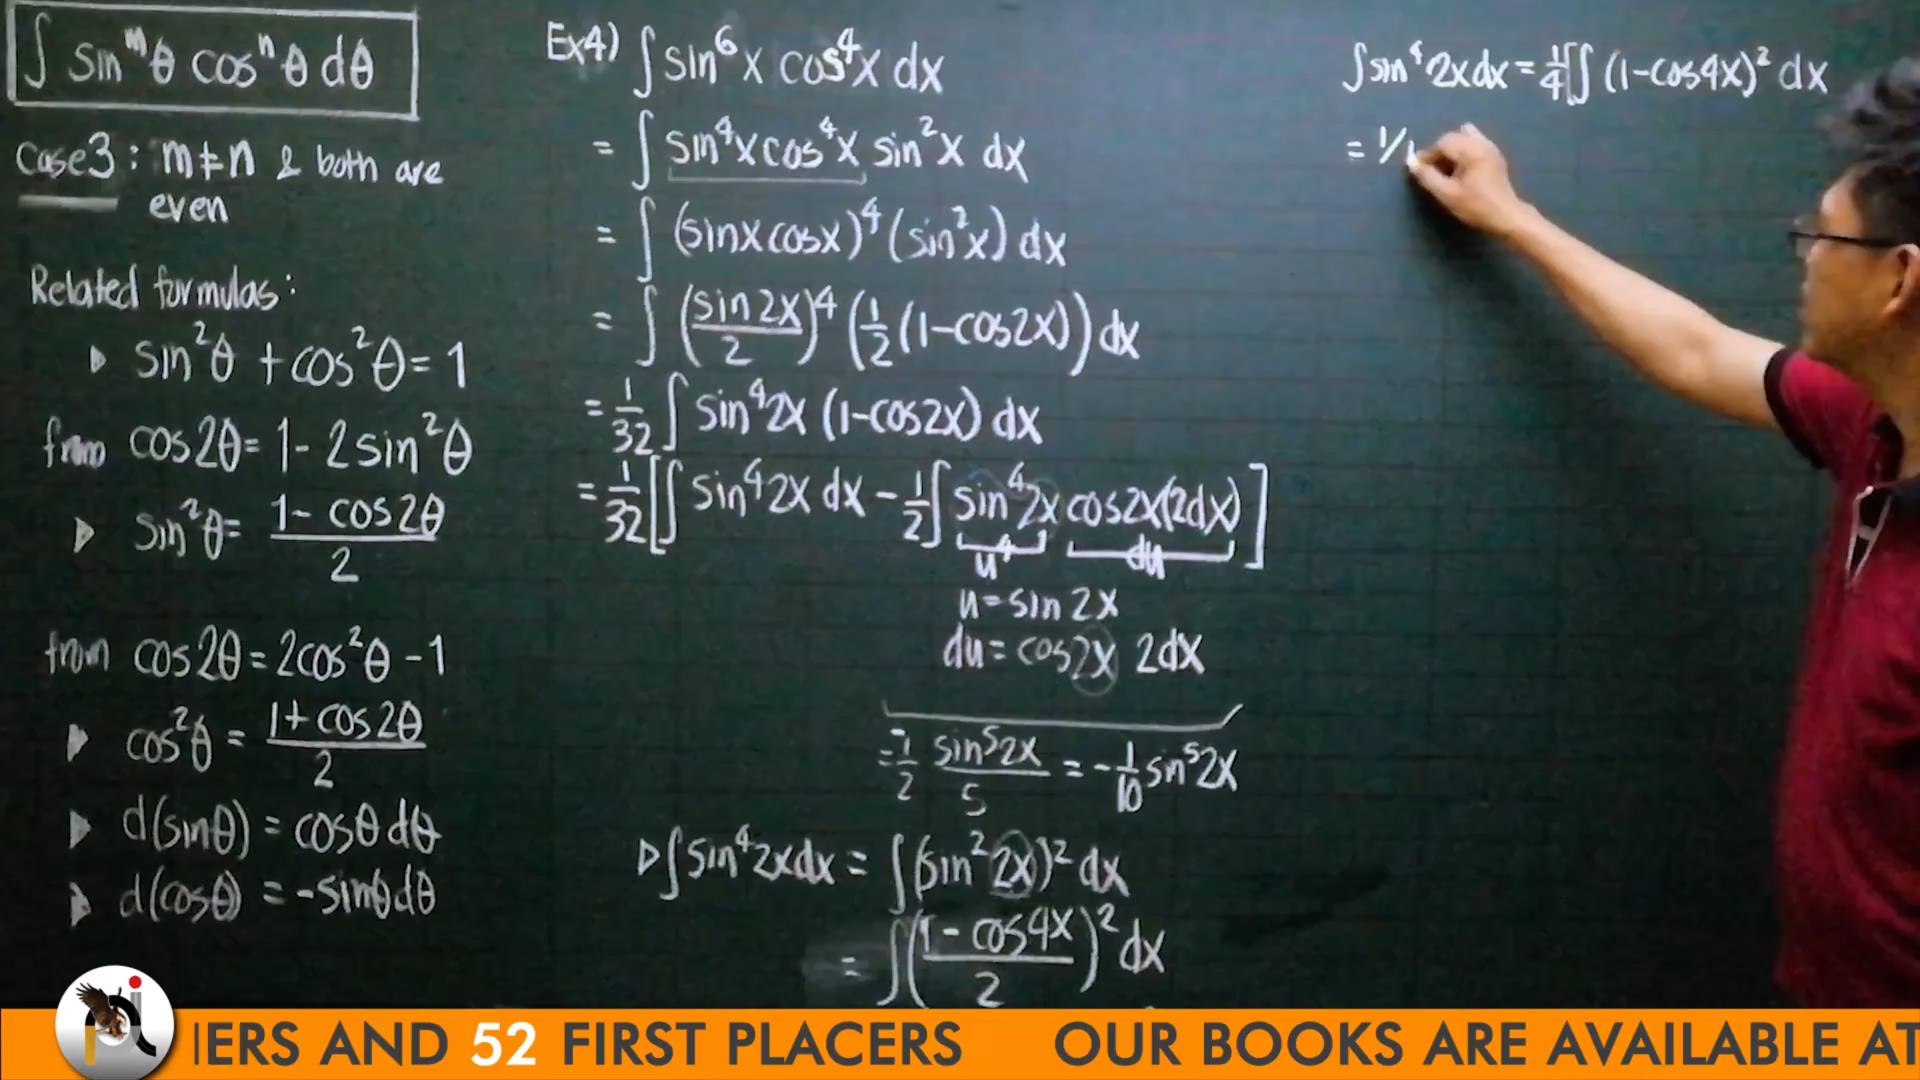 ∫ sin^m θ cos^n θ dθ
Case3 : m≠n & both are
even
Related formulas:
▷ sin²θ + cos²θ = 1
from cos2θ = 1 - 2sin²θ
▷ sin²θ = (1 - cos2θ)/2
from cos2θ = 2cos²θ - 1
▷ cos²θ = (1 + cos2θ)/2
▷ d(sinθ) = cosθ dθ
▷ d(cosθ) = -sinθ dθ
Ex4) ∫ sin⁶x cos⁴x dx
= ∫ sin⁴x cos⁴x sin²x dx
= ∫ (sinx cosx)⁴ (sin²x) dx
= ∫ (sin2x/2)⁴ (1/2 (1-cos2x)) dx
= 1/32 ∫ sin⁴2x (1-cos2x) dx
= 1/32 [∫ sin⁴2x dx - 1/2 ∫ sin⁴2x cos2x(2dx)]
u⁴ du
u = sin 2x
du = cos2x 2dx
= -1/2 sin⁵2x/5 = -1/10 sin⁵2x
▷ ∫ sin⁴2x dx = ∫ (sin²2x))² dx
= ∫ ((1 - cos4x)/2)² dx
∫ sin⁴2x dx = 1/4 [∫ (1-cos4x)² dx
= 1/
IERS AND 52 FIRST PLACERS OUR BOOKS ARE AVAILABLE AT